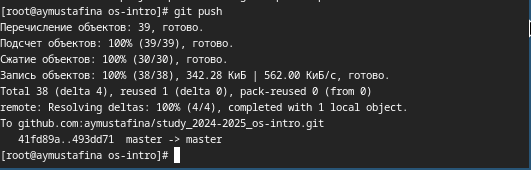 [root@aymustafina os-intro]# git push
Перечисление объектов: 39, готово.
Подсчет объектов: 100% (39/39), готово.
Сжатие объектов: 100% (30/30), готово.
Запись объектов: 100% (38/38), 342.28 КиБ | 562.00 КиБ/с, готово.
Total 38 (delta 4), reused 1 (delta 0), pack-reused 0 (from 0)
remote: Resolving deltas: 100% (4/4), completed with 1 local object.
To github.com:aymustafina/study_2024-2025_os-intro.git
   41fd89a..493dd71  master -> master
[root@aymustafina os-intro]#